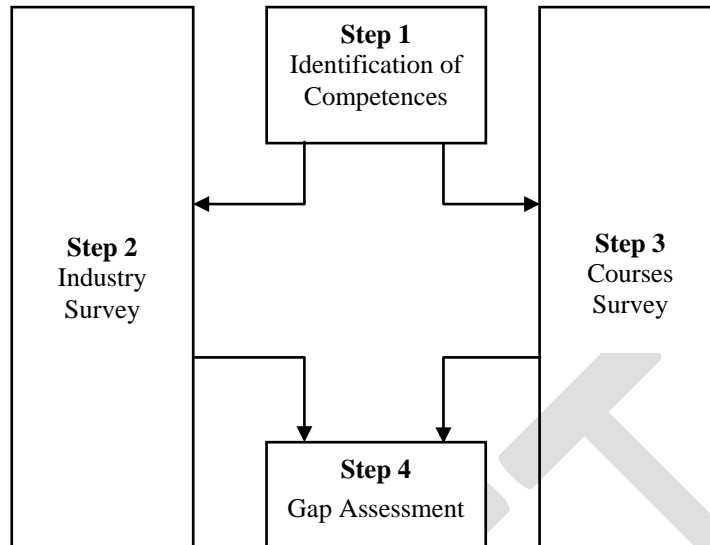 Step 1
Identification of
Competences
Step 2
Industry
Survey
Step 3
Courses
Survey
Step 4
Gap Assessment